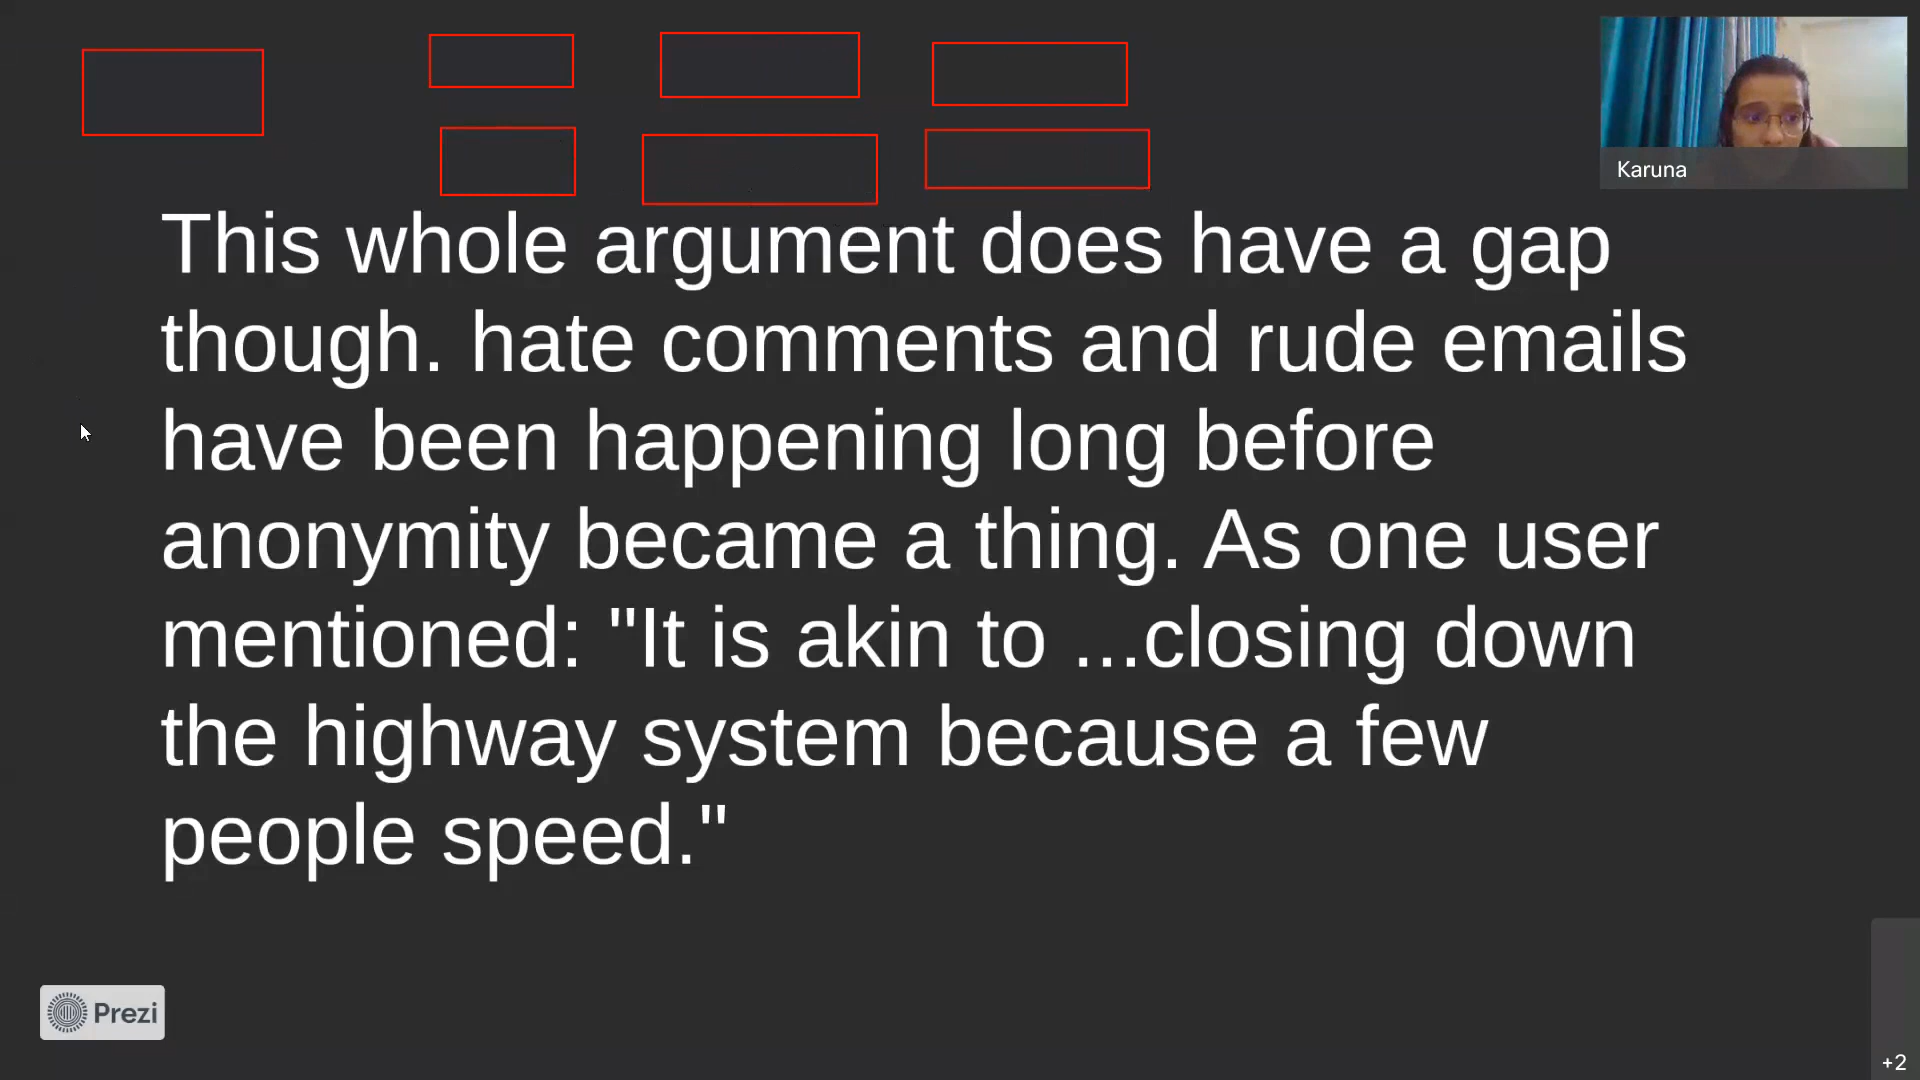 Karuna
This whole argument does have a gap
though. hate comments and rude emails
have been happening long before
anonymity became a thing. As one user
mentioned: "It is akin to ...closing down
the highway system because a few
people speed."
Prezi
+2